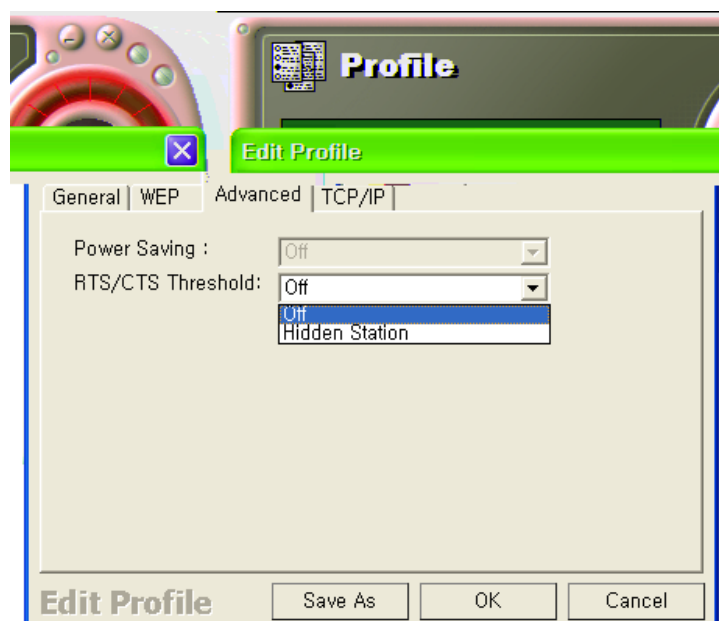 Profile
Edit Profile
General WEP Advanced TCP/IP
Power Saving : Off
RTS/CTS Threshold: Off
Off
Hidden Station
Edit Profile Save As OK Cancel